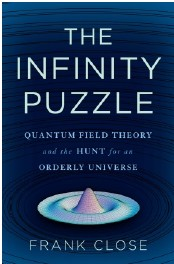 THE
INFINITY
PUZZLE
QUANTUM FIELD THEORY
and the HUNT for an
ORDERLY UNIVERSE
FRANK CLOSE